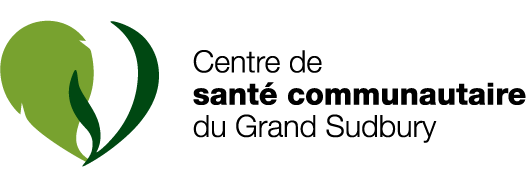 Centre de
santé communautaire
du Grand Sudbury